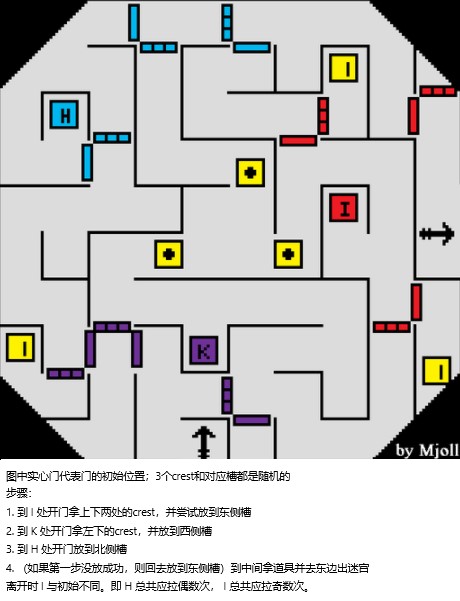 I
H
I
K
I
I
by Mjoll
图中实心门代表门的初始位置；3个crest和对应槽都是随机的
步骤：
1. 到 I 处开门拿上下两处的crest，并尝试放到东侧槽
2. 到 K 处开门拿左下的crest，并放到西侧槽
3. 到 H 处开门放到北侧槽
4. （如果第一步没放成功，则回去放到东侧槽）到中间拿道具并去东边出迷宫
离开时 I 与初始不同。即 H 总共应拉偶数次， I 总共应拉奇数次。